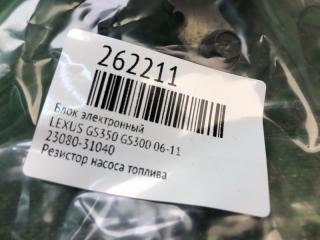 262211
Блок электронный
LEXUS GS350 GS300 06-11
23080-31040
Резистор насоса топлива